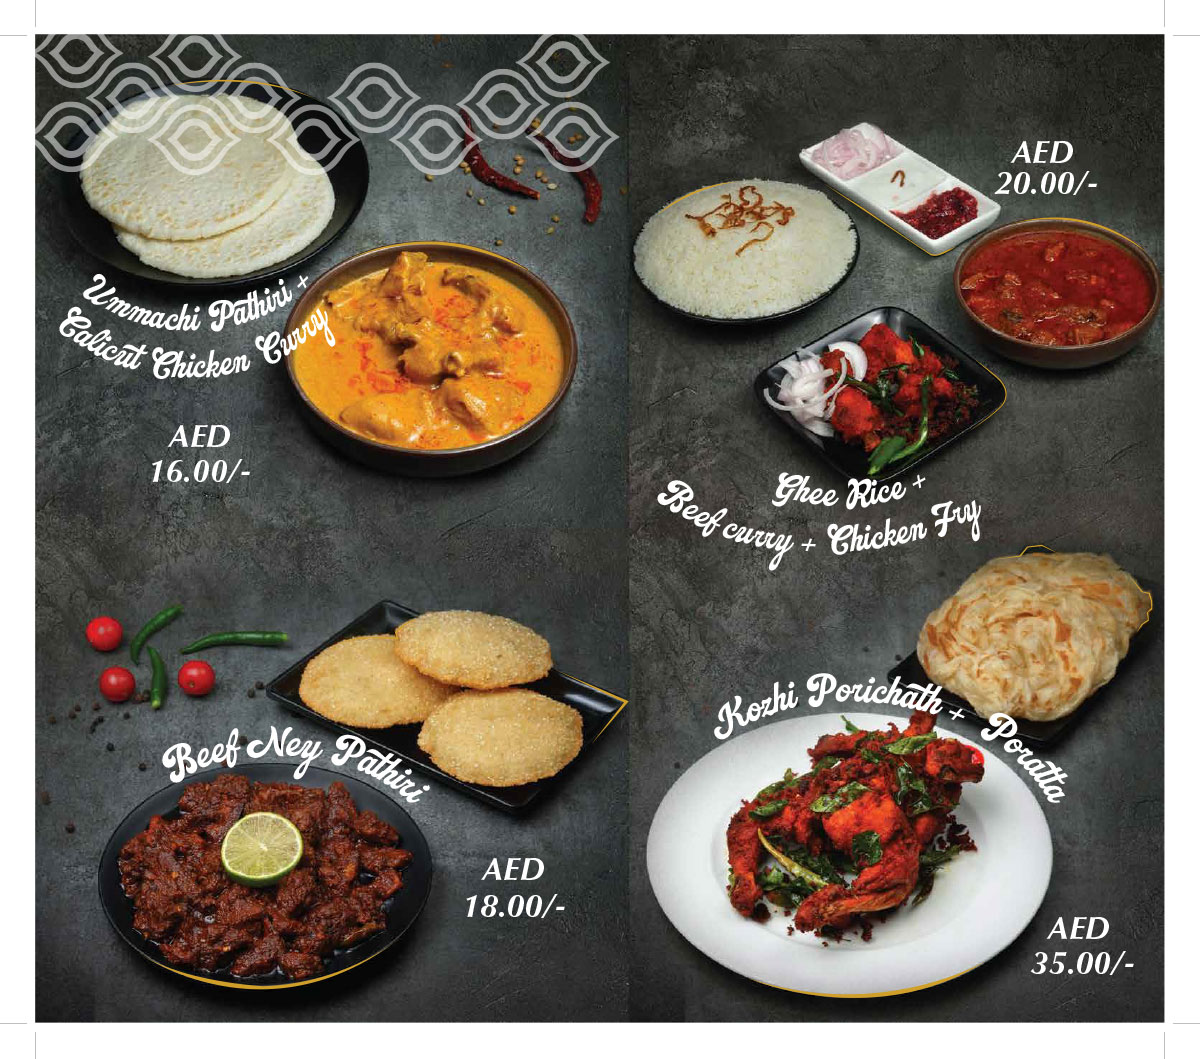 Ummachi Pathiri +
Calicut Chicken Curry
AED
16.00/-
AED
20.00/-
Ghee Rice +
Beef curry + Chicken Fry
Beef Ney Pathiri
AED
18.00/-
Kozhi Porichath + Poratta
AED
35.00/-